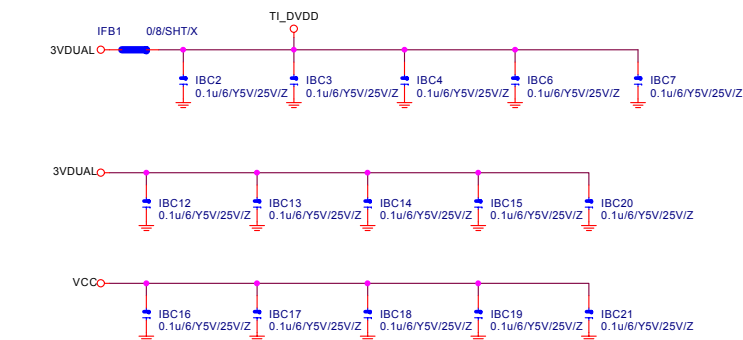 TI_DVDD
IFB1 0/8/SHT/X
3VDUAL
IBC2 IBC3 IBC4 IBC6 IBC7
0.1u/6/Y5V/25V/Z 0.1u/6/Y5V/25V/Z 0.1u/6/Y5V/25V/Z 0.1u/6/Y5V/25V/Z 0.1u/6/Y5V/25V/Z
3VDUAL
IBC12 IBC13 IBC14 IBC15 IBC20
0.1u/6/Y5V/25V/Z 0.1u/6/Y5V/25V/Z 0.1u/6/Y5V/25V/Z 0.1u/6/Y5V/25V/Z 0.1u/6/Y5V/25V/Z
VCC
IBC16 IBC17 IBC18 IBC19 IBC21
0.1u/6/Y5V/25V/Z 0.1u/6/Y5V/25V/Z 0.1u/6/Y5V/25V/Z 0.1u/6/Y5V/25V/Z 0.1u/6/Y5V/25V/Z